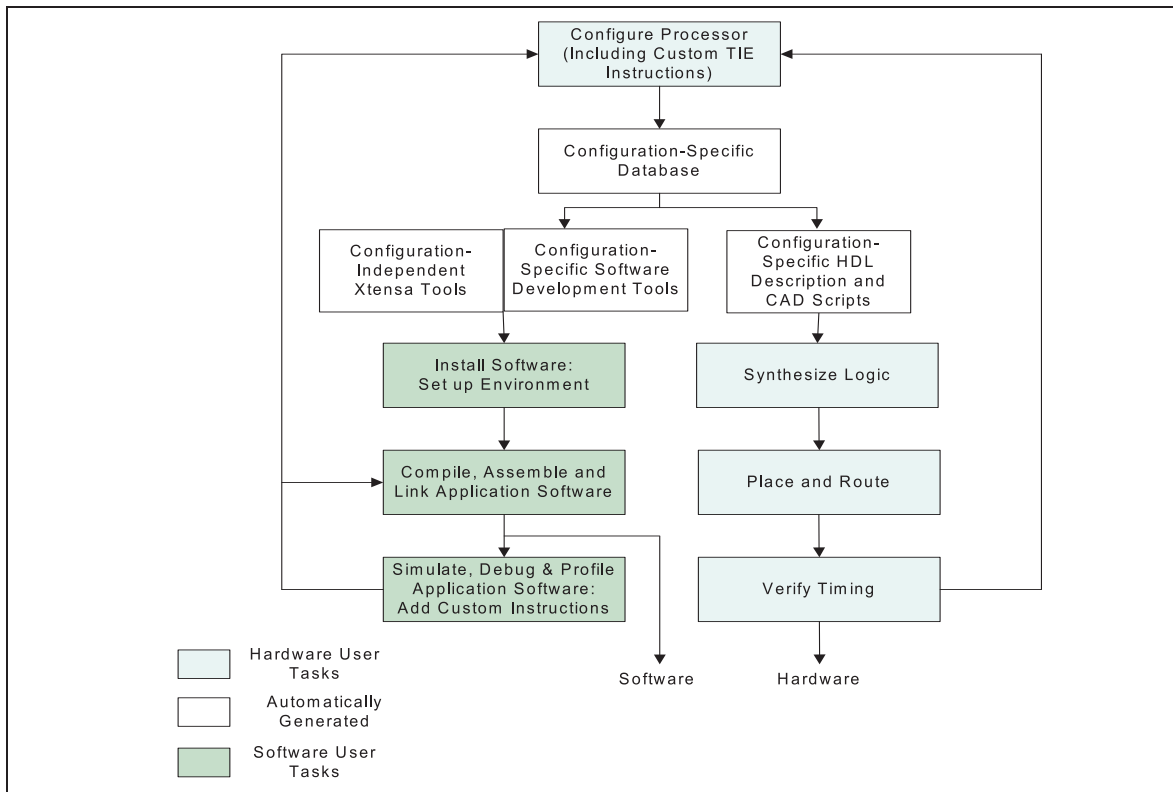 Configure Processor
(Including Custom TIE
Instructions)
Configuration-Specific
Database
Configuration-
Independent
Xtensa Tools
Configuration-
Specific Software
Development Tools
Configuration-
Specific HDL
Description and
CAD Scripts
Install Software:
Set up Environment
Synthesize Logic
Compile, Assemble and
Link Application Software
Place and Route
Simulate, Debug & Profile
Application Software:
Add Custom Instructions
Verify Timing
Software
Hardware
Hardware User
Tasks
Automatically
Generated
Software User
Tasks